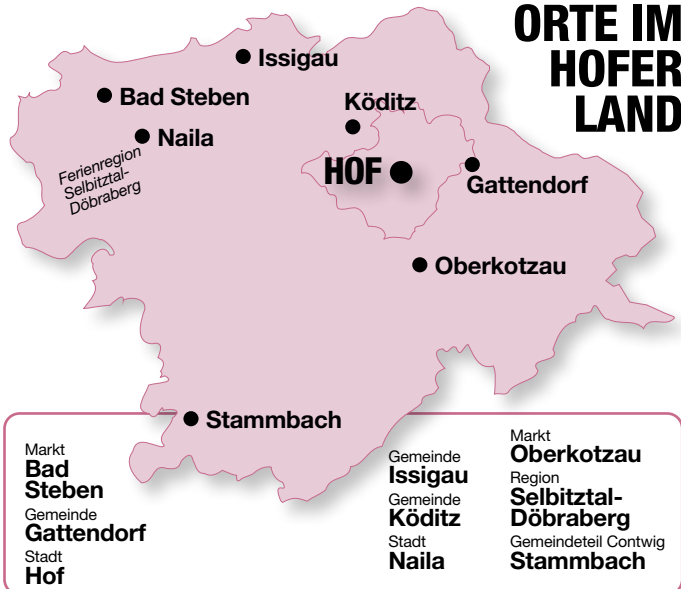 ORTE IM
HOFER
LAND
Issigau
Bad Steben
Köditz
Naila
Ferienregion
Selbitztal-
Döbraberg
HOF
Gattendorf
Oberkotzau
Stammbach
Markt
Bad
Steben
Gemeinde
Gattendorf
Stadt
Hof
Gemeinde
Issigau
Gemeinde
Köditz
Stadt
Naila
Markt
Oberkotzau
Region
Selbitztal-
Döbraberg
Gemeindeteil Contwig
Stammbach